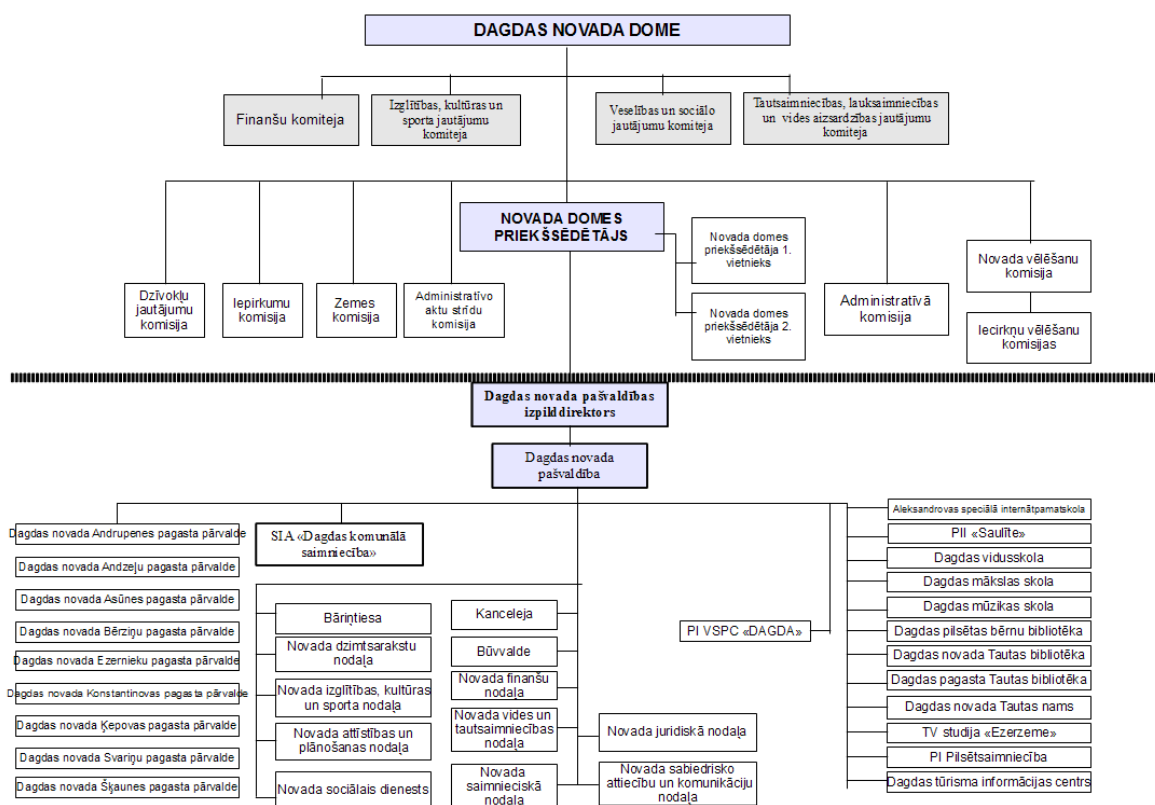 DAGDAS NOVADA DOME
Finanšu komiteja
Izglītības, kultūras un
sporta jautājumu
komiteja
Veselības un sociālo
jautājumu komiteja
Tautsaimniecības, lauksaimniecības
un vides aizsardzības jautājumu
komiteja
NOVADA DOMES
PRIEKŠSĒDĒTĀJS
Novada domes
priekšsēdētāja 1.
vietnieks
Novada domes
priekšsēdētāja 2.
vietnieks
Dzīvokļu
jautājumu
komisija
Iepirkumu
komisija
Zemes
komisija
Administratīvo
aktu strīdu
komisija
Administratīvā
komisija
Novada vēlēšanu
komisija
Iecirkņu vēlēšanu
komisijas
Dagdas novada pašvaldības
izpilddirektors
Dagdas novada
pašvaldība
Dagdas novada Andrupenes pagasta pārvalde
Dagdas novada Andzeļu pagasta pārvalde
Dagdas novada Asūnes pagasta pārvalde
Dagdas novada Bērziņu pagasta pārvalde
Dagdas novada Ezernieku pagasta pārvalde
Dagdas novada Konstantinovas pagasta pārvalde
Dagdas novada Ķepovas pagasta pārvalde
Dagdas novada Svariņu pagasta pārvalde
Dagdas novada Šķaunes pagasta pārvalde
SIA «Dagdas komunālā
saimniecība»
Bāriņtiesa
Novada dzimtsarakstu
nodaļa
Novada izglītības, kultūras
un sporta nodaļa
Novada attīstības un
plānošanas nodaļa
Novada sociālais dienests
Kanceleja
Būvvalde
Novada finanšu
nodaļa
Novada vides un
tautsaimniecības
nodaļa
Novada
saimnieciskā
nodaļa
Novada juridiskā nodaļa
Novada sabiedrisko
attiecību un komunikāciju
nodaļa
PI VSPC «DAGDA»
Aleksandrovas speciālā internātpamatskola
PII «Saulīte»
Dagdas vidusskola
Dagdas mākslas skola
Dagdas mūzikas skola
Dagdas pilsētas bērnu bibliotēka
Dagdas novada Tautas bibliotēka
Dagdas pagasta Tautas bibliotēka
Dagdas novada Tautas nams
TV studija «Ezerzeme»
PI Pilsētsaimniecība
Dagdas tūrisma informācijas centrs